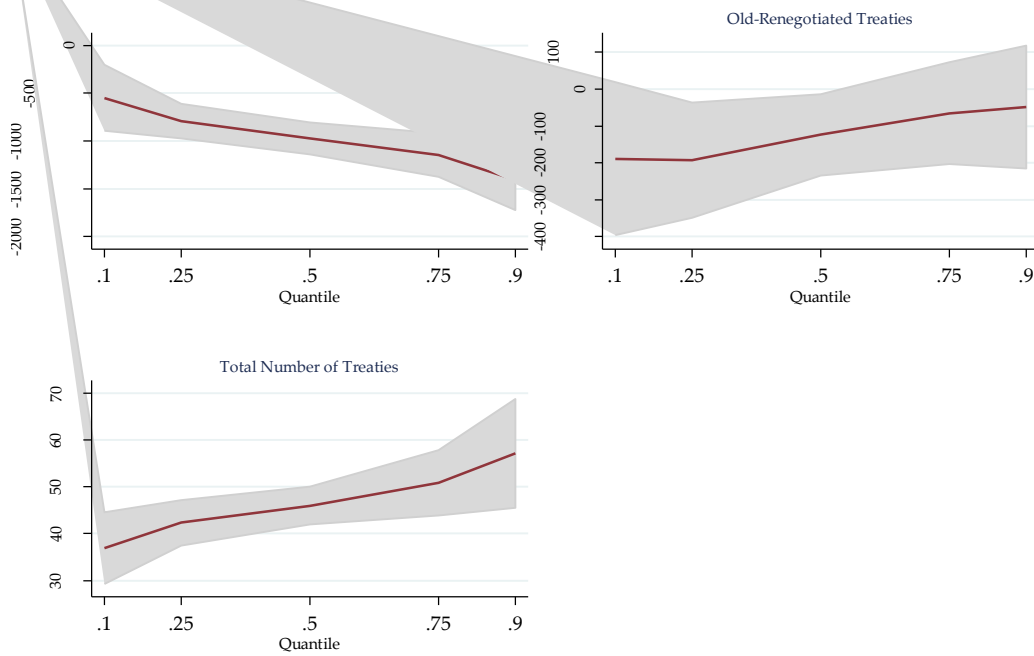 Old-Renegotiated Treaties
0
-500
-1000
-1500
-2000
.1 .25 .5 .75 .9
Quantile
100
0
-100
-200
-300
-400
.1 .25 .5 .75 .9
Quantile
Total Number of Treaties
70
60
50
40
30
.1 .25 .5 .75 .9
Quantile